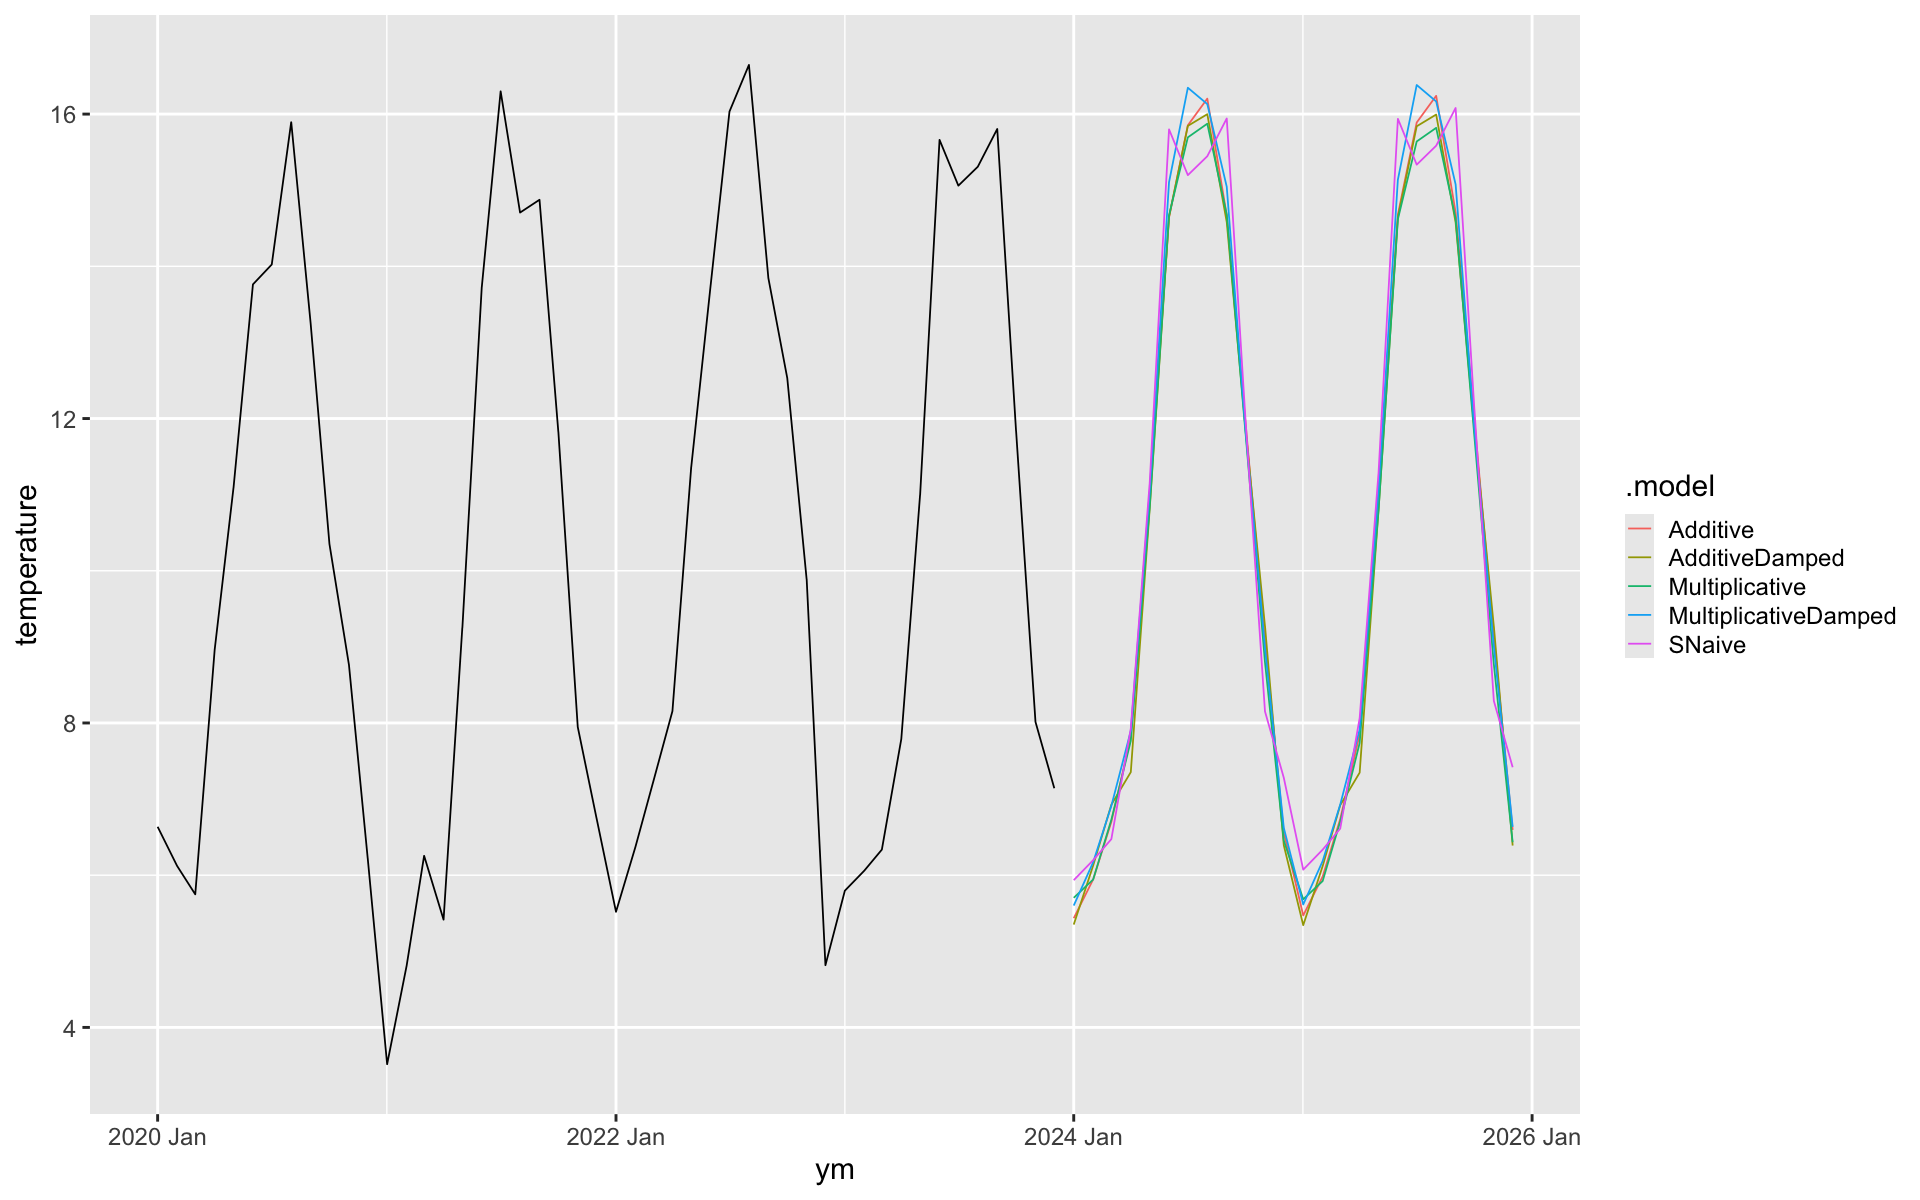 temperature
16
12
8
4
2020 Jan
2022 Jan
2024 Jan
2026 Jan
ym
.model
Additive
AdditiveDamped
Multiplicative
MultiplicativeDamped
SNaive